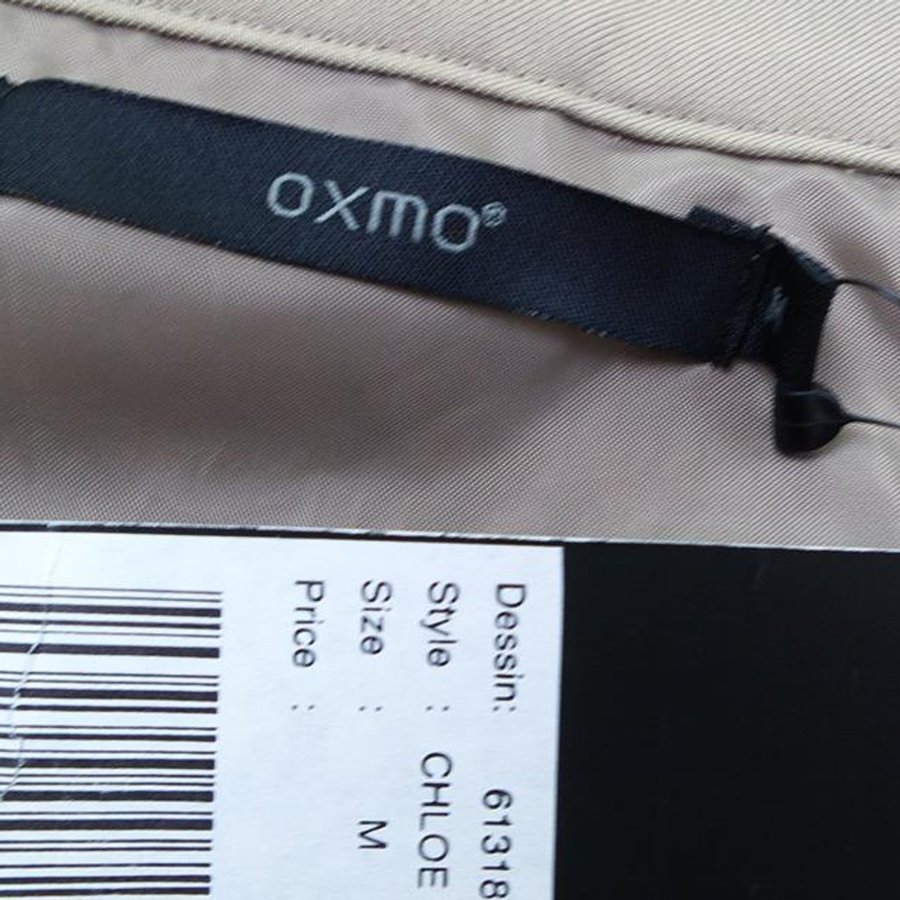 oxmo®
M
Dessin: 61318
Style : CHLOE
Size : M
Price :